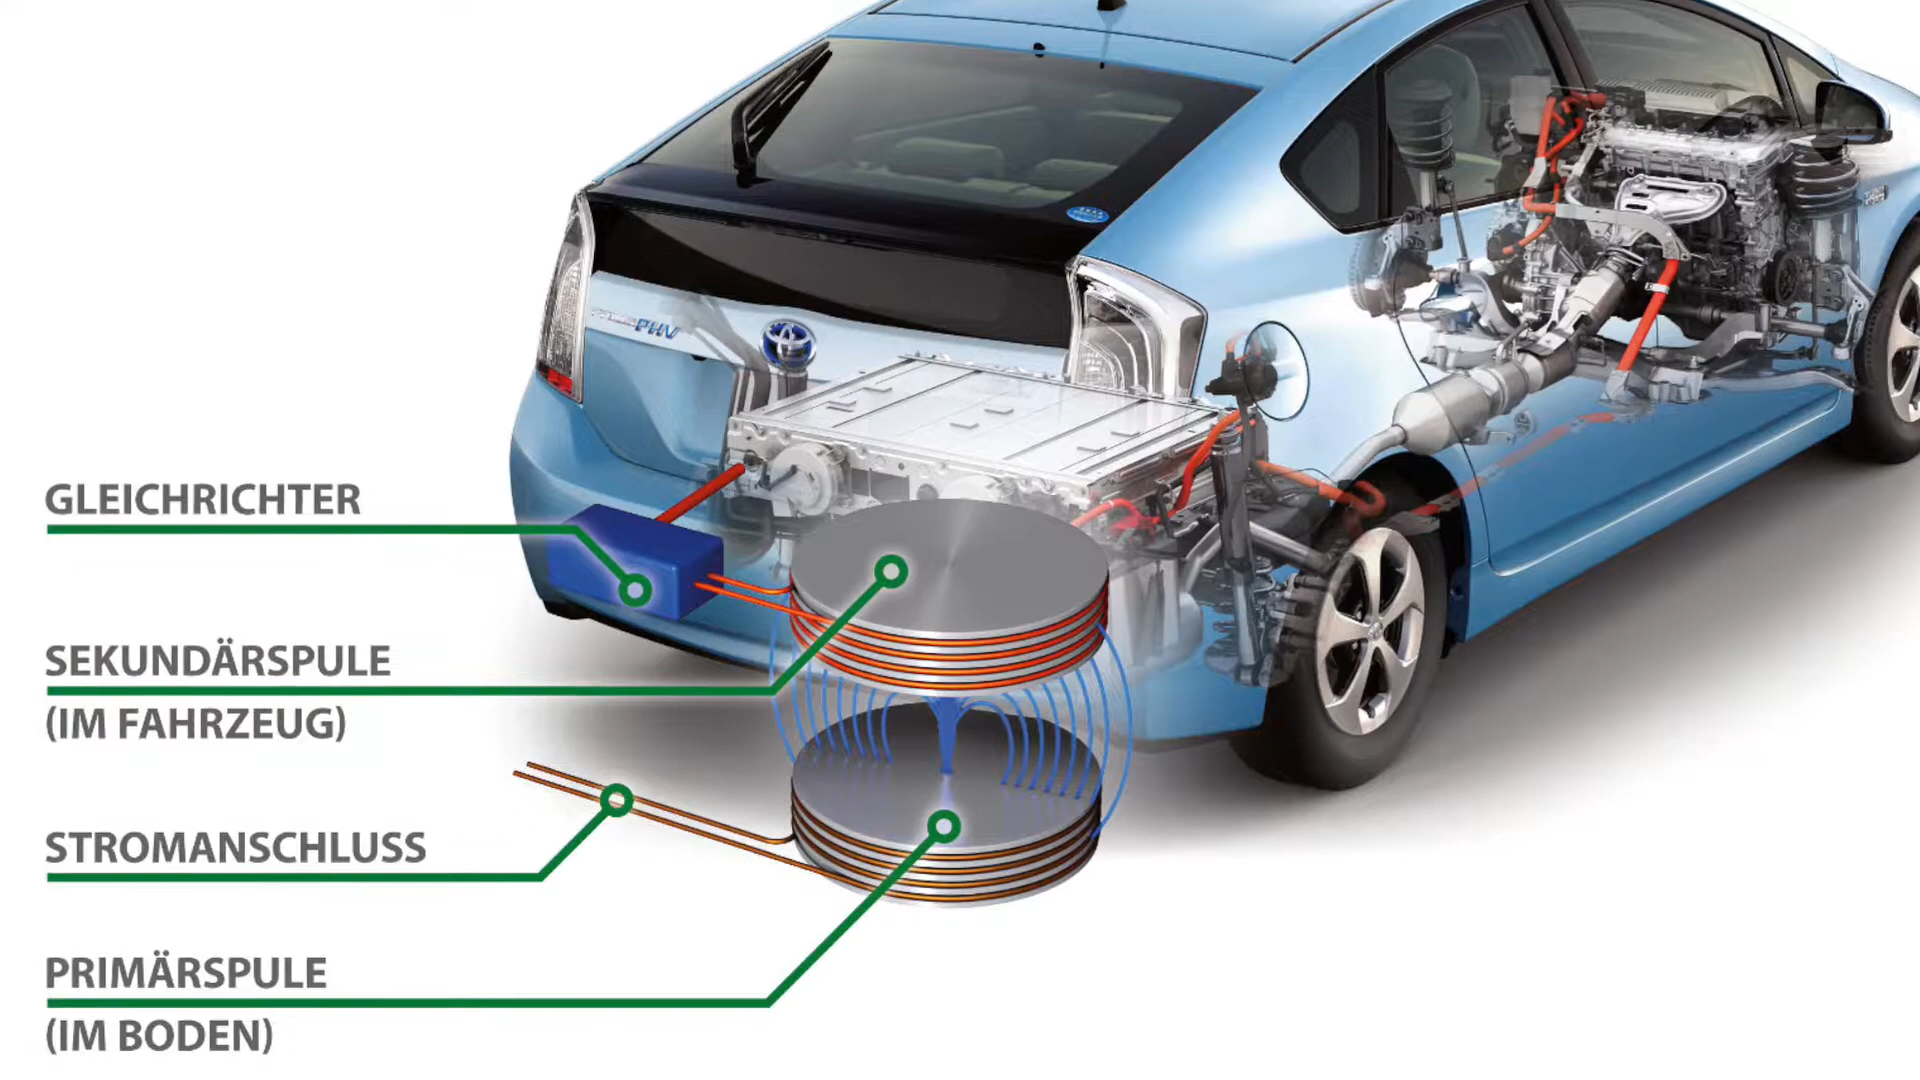 GLEICHRICHTER
SEKUNDÄRSPULE
(IM FAHRZEUG)
STROMANSCHLUSS
PRIMÄRSPULE
(IM BODEN)
PHV